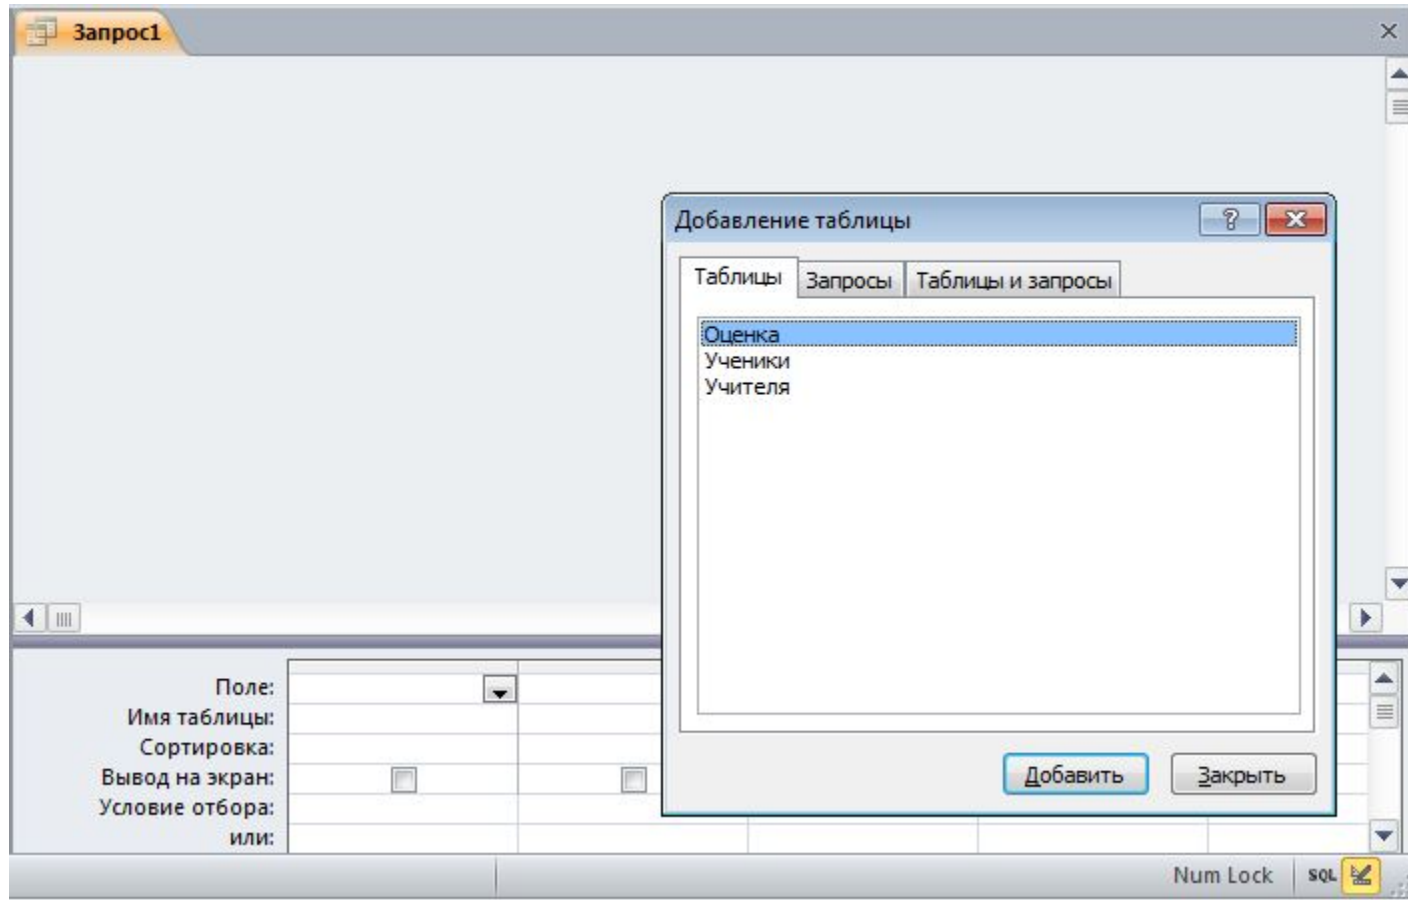 Запрос1
Добавление таблицы
Таблицы Запросы Таблицы и запросы
Оценка
Ученики
Учителя
Добавить Закрыть
Поле:
Имя таблицы:
Сортировка:
Вывод на экран:
Условие отбора:
или:
Num Lock SQL